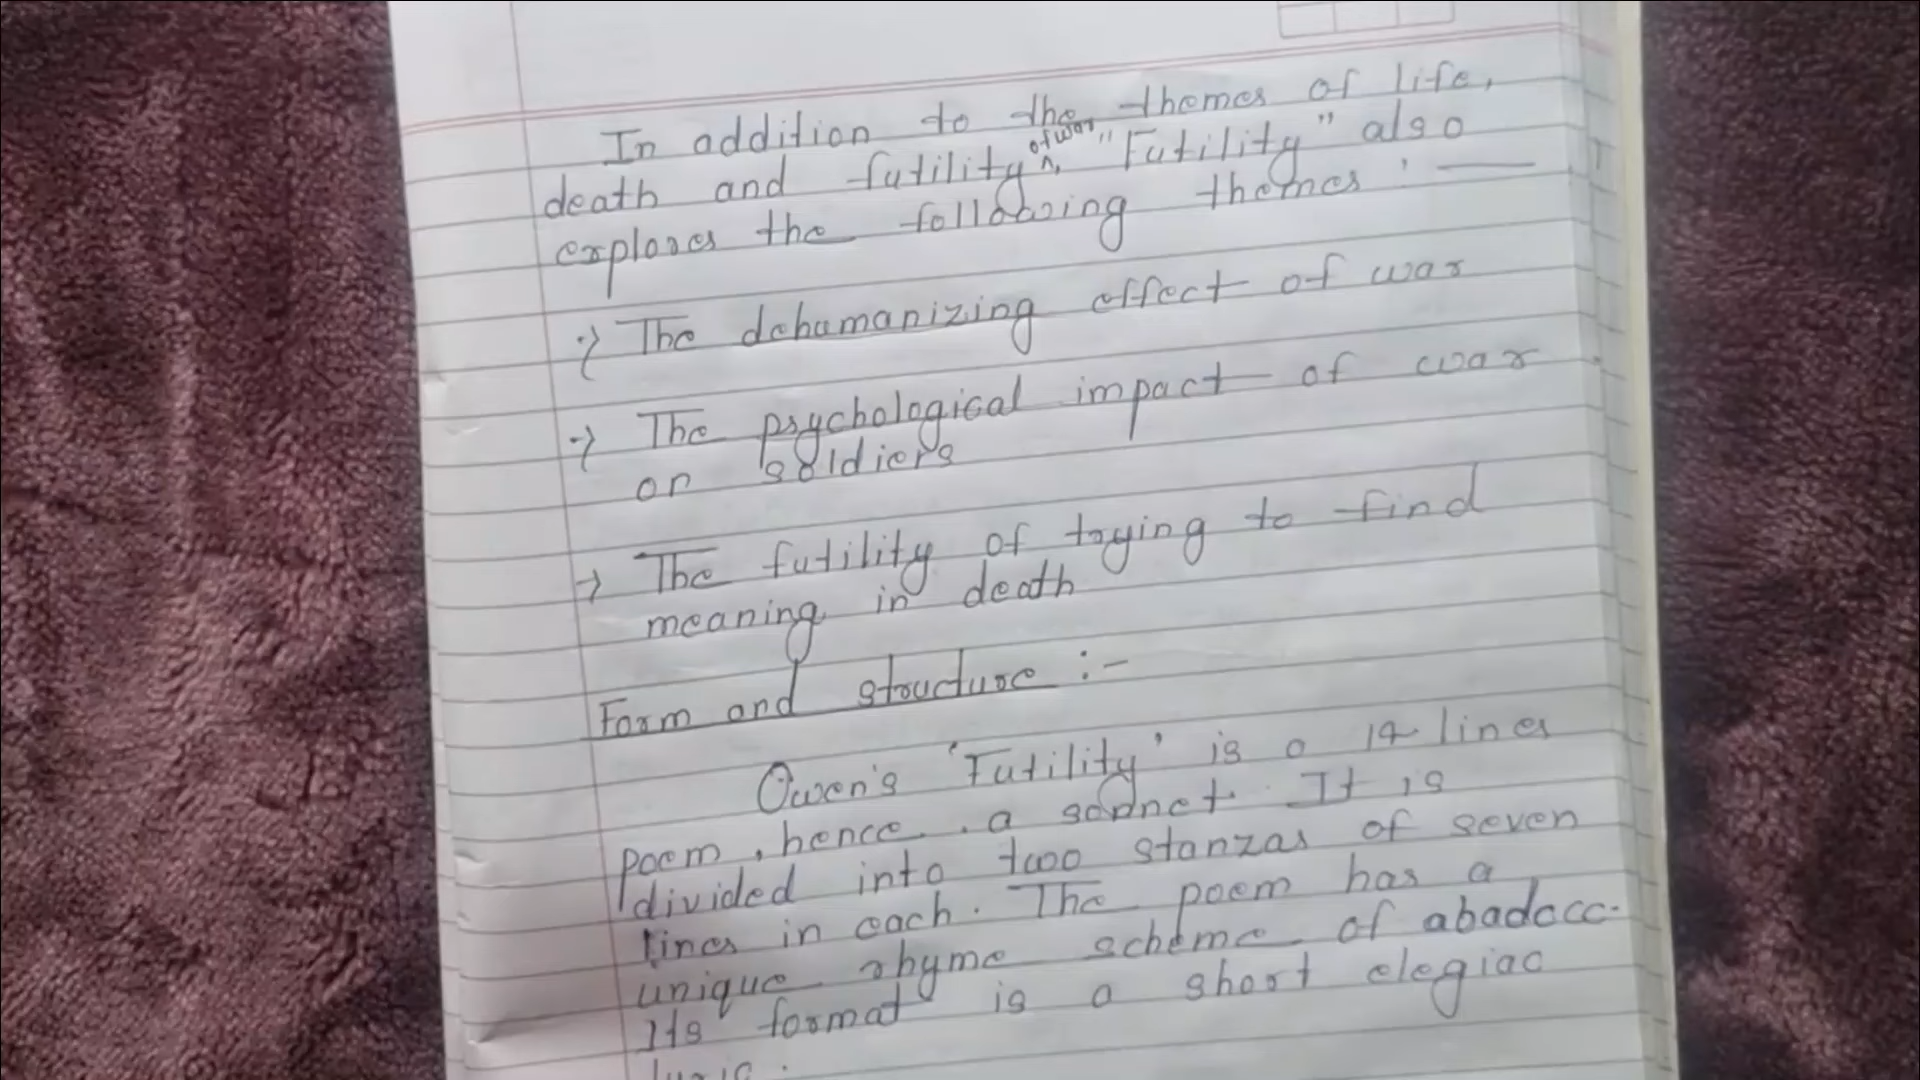 In addition to the themes of life,
death and futility of war, "Futility" also
explores the following themes : —
→ The dehumanizing effect of war
→ The psychological impact of war
on soldiers
→ The futility of trying to find
meaning in death
Form and structure :-
Owen's 'Futility' is a 14 lines
poem, hence, a sonnet. It is
divided into two stanzas of seven
lines in each. The poem has a
unique rhyme scheme of abadccc.
Its format is a short elegiac
lyric.